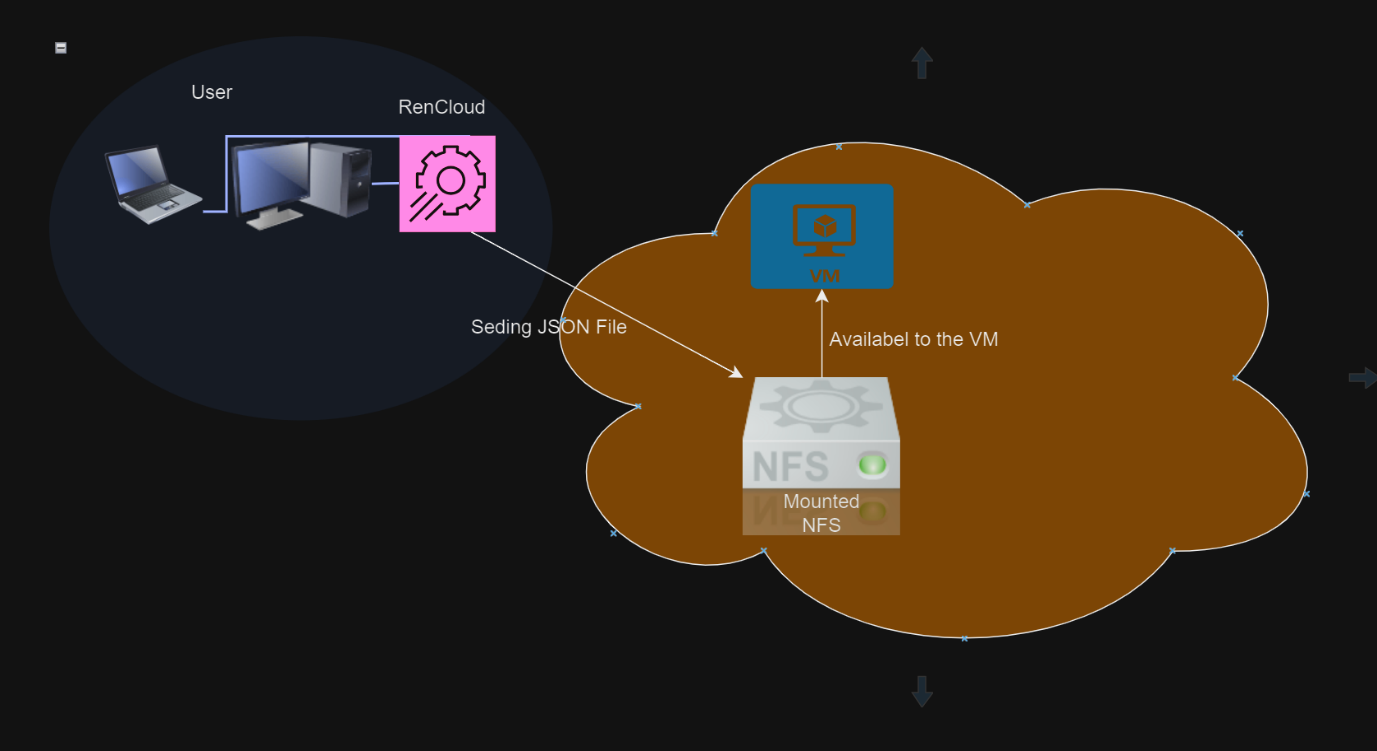 User
RenCloud
VM
Seding JSON File
Availabel to the VM
NFS
Mounted
NFS